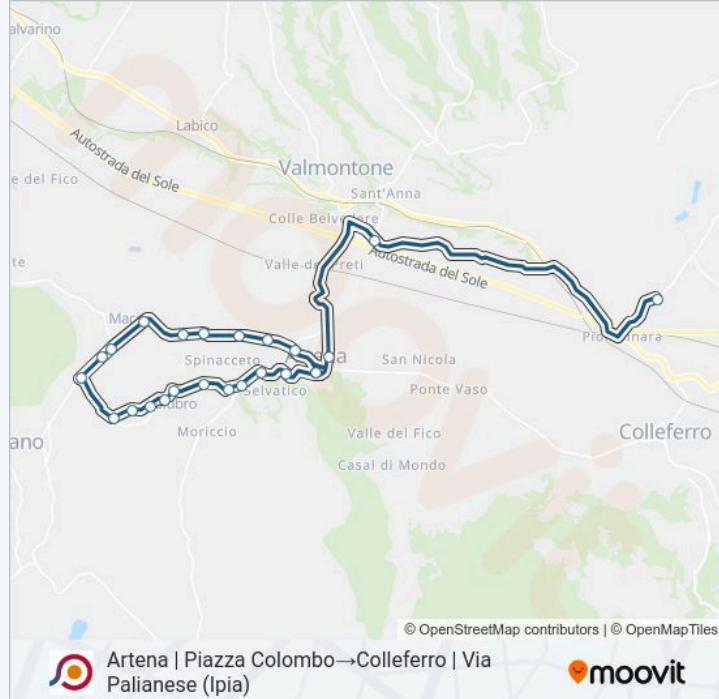 alvarino
Labico
Autostrada del Sole
Valmontone
e del Fico
Sant'Anna
Colle Belvedere
Autostrada del Sole
Valle dei Preti
te
Spinacceto
San Nicola
Ponte Vaso
Selvatico
Moriccio
ano
Valle del Fico
Colleferro
Casal di Mondo
© OpenStreetMap contributors | © OpenMapTiles
Artena | Piazza Colombo→Colleferro | Via
Palianese (Ipia)
moovit